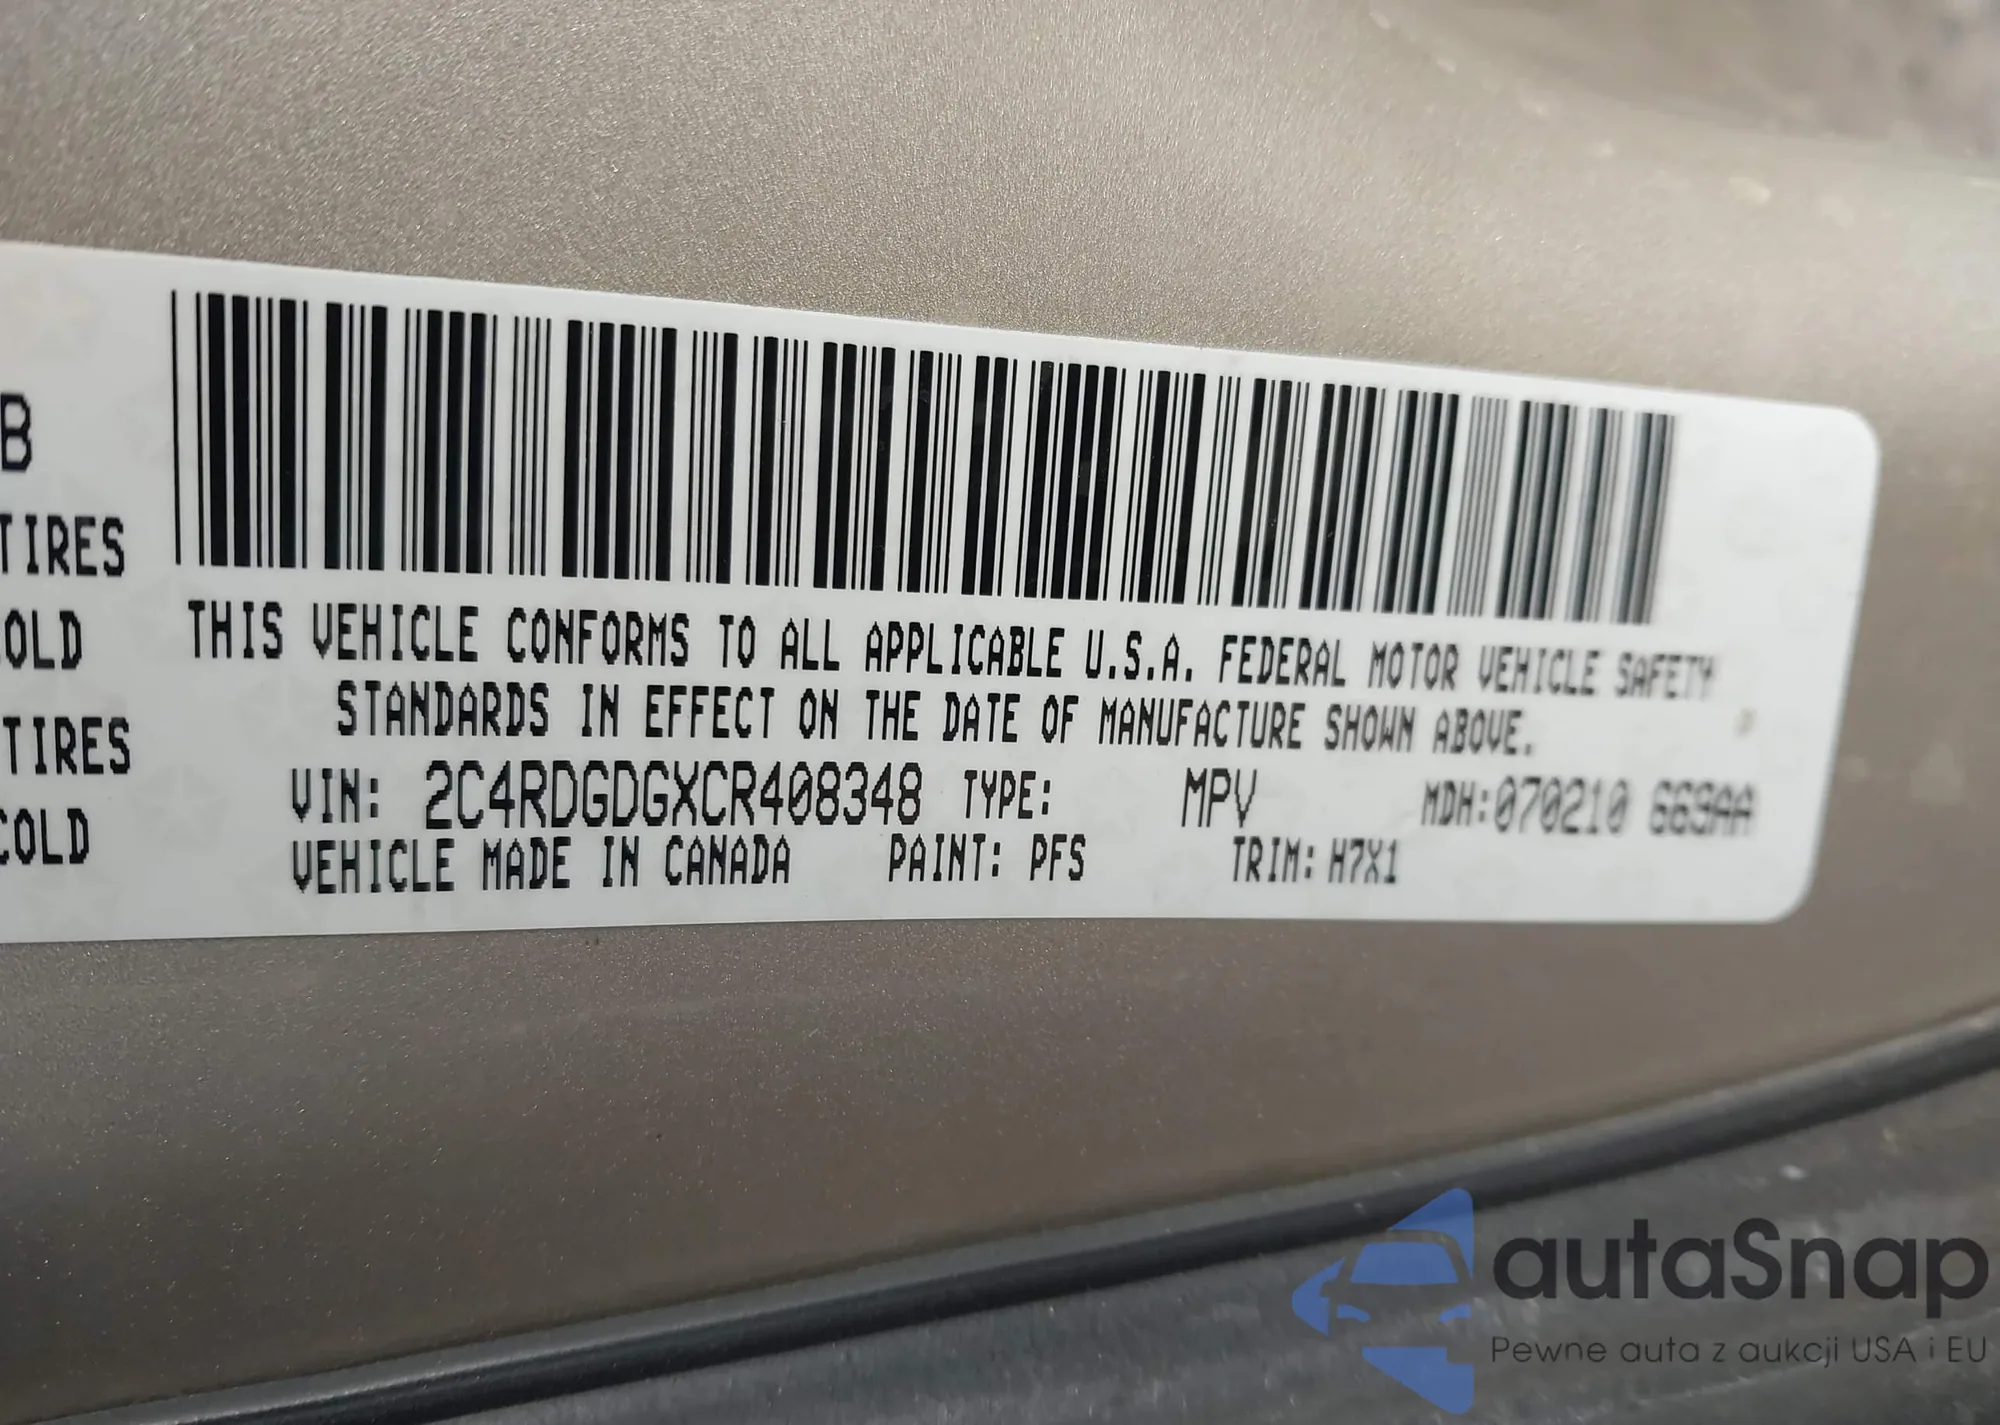 B
TIRES
COLD
TIRES
COLD
THIS VEHICLE CONFORMS TO ALL APPLICABLE U.S.A. FEDERAL MOTOR VEHICLE SAFETY
STANDARDS IN EFFECT ON THE DATE OF MANUFACTURE SHOWN ABOVE.
VIN: 2C4RDGDGXCR408348 TYPE: MPV MDH:070210 669AA
VEHICLE MADE IN CANADA PAINT: PFS TRIM: H7X1
autaSnap
Pewne auta z aukcji USA i EU